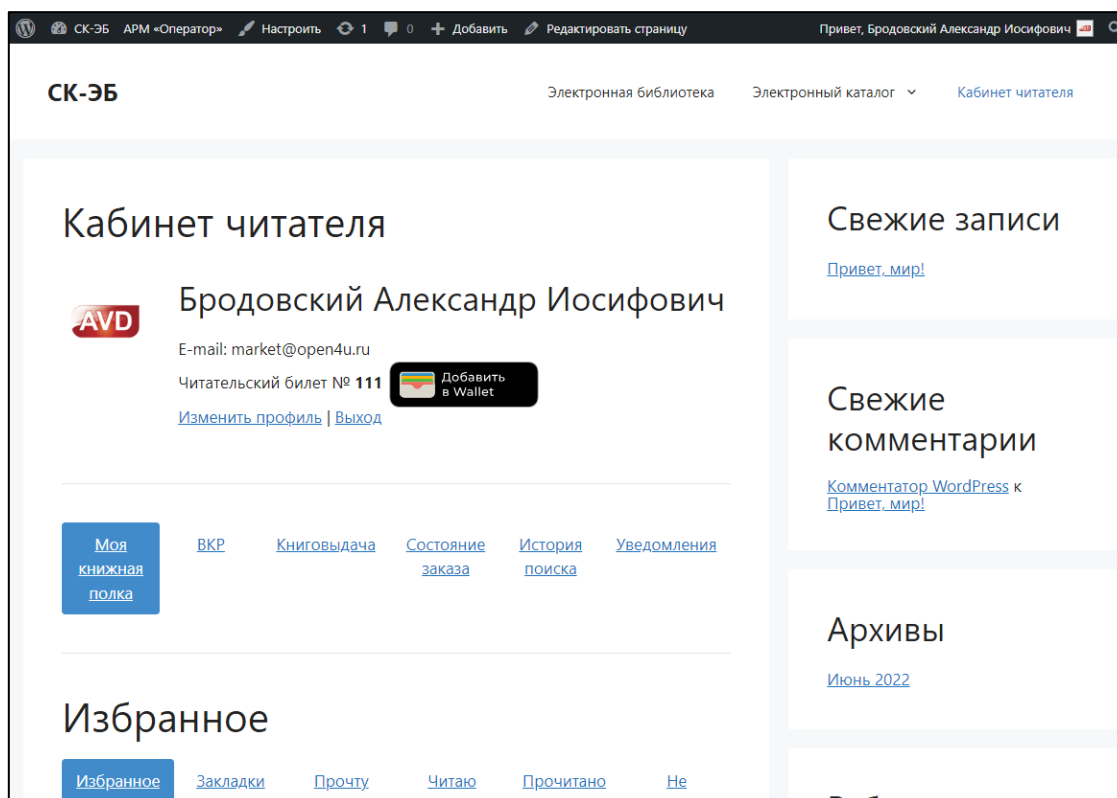 СК-ЭБ АРМ «Оператор» Настроить 1 0 Добавить Редактировать страницу Привет, Бродовский Александр Иосифович
СК-ЭБ Электронная библиотека Электронный каталог Кабинет читателя
Кабинет читателя
AVD
Бродовский Александр Иосифович
E-mail: market@open4u.ru
Читательский билет № 111
Добавить
в Wallet
Изменить профиль | Выход
Моя
книжная
полка
ВКР
Книговыдача
Состояние
заказа
История
поиска
Уведомления
Избранное
Избранное Закладки Прочту Читаю Прочитано Не
Свежие записи
Привет, мир!
Свежие
комментарии
Комментатор WordPress к
Привет, мир!
Архивы
Июнь 2022